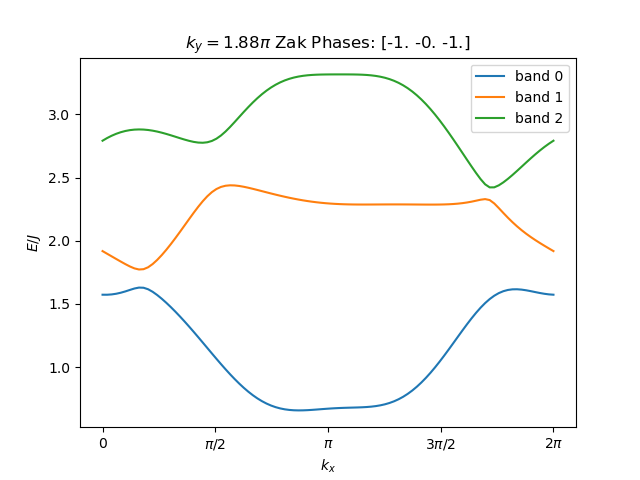 k_y = 1.88π Zak Phases: [-1. -0. -1.]
band 0
band 1
band 2
3.0
2.5
2.0
1.5
1.0
E/J
0 π/2 π 3π/2 2π
k_x